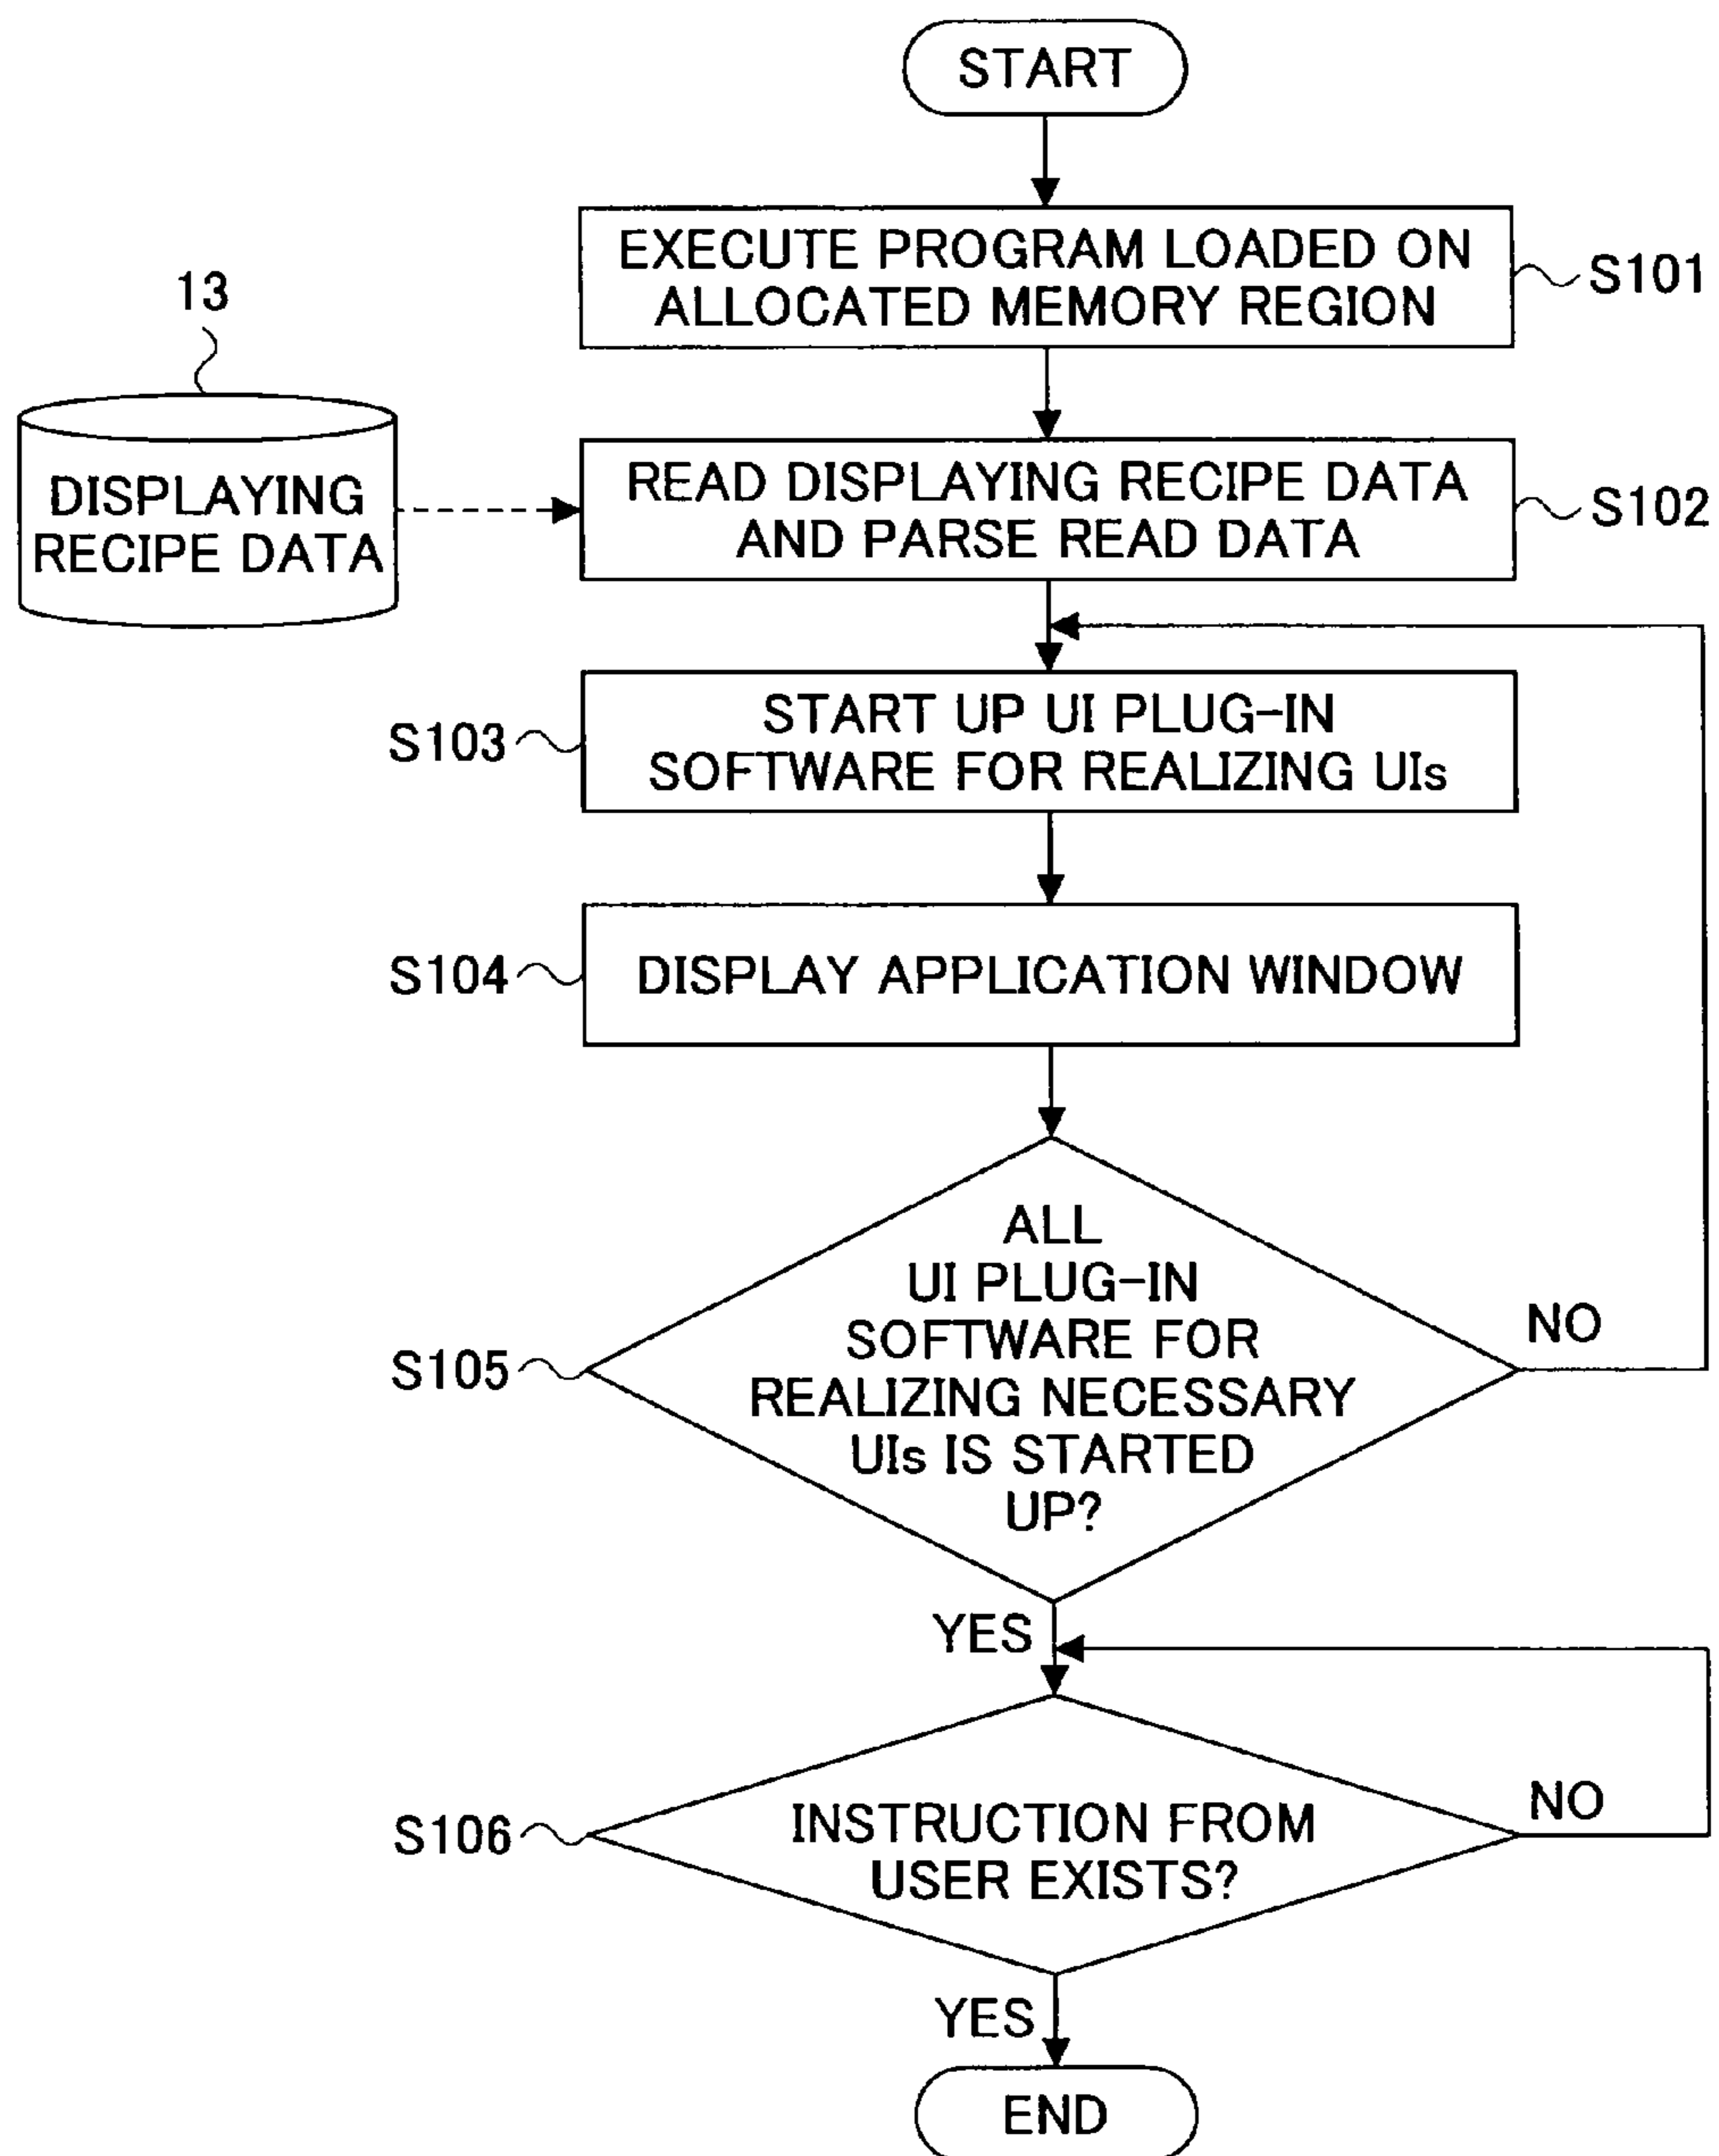 START
EXECUTE PROGRAM LOADED ON
ALLOCATED MEMORY REGION
S101
13
DISPLAYING
RECIPE DATA
READ DISPLAYING RECIPE DATA
AND PARSE READ DATA
S102
S103
START UP UI PLUG-IN
SOFTWARE FOR REALIZING UIs
S104
DISPLAY APPLICATION WINDOW
S105
ALL
UI PLUG-IN
SOFTWARE FOR
REALIZING NECESSARY
UIs IS STARTED
UP?
NO
YES
S106
INSTRUCTION FROM
USER EXISTS?
NO
YES
END